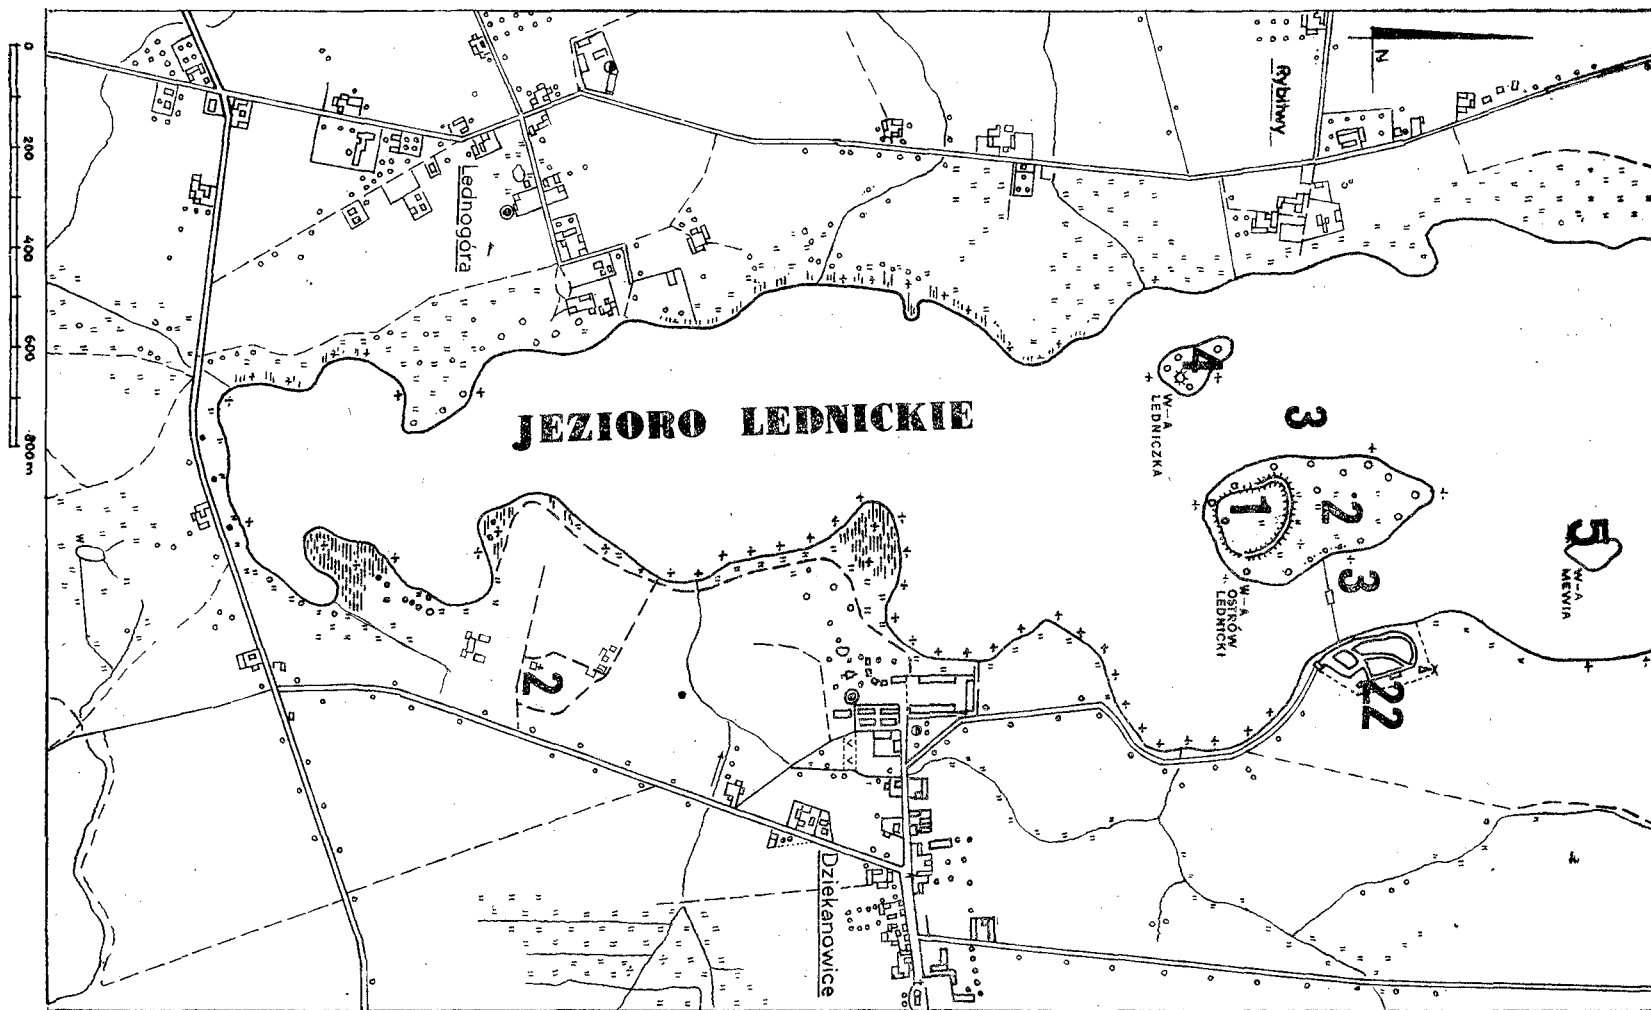 N
Rybitwy
0
200
400
600
800m
Lednogóra
JEZIORO LEDNICKIE
4
W-A
LEDNICZKA
3
1
2
5
W-A
MEWIA
3
W-A
OSTRÓW
LEDNICKI
2
22
Dziekanowice